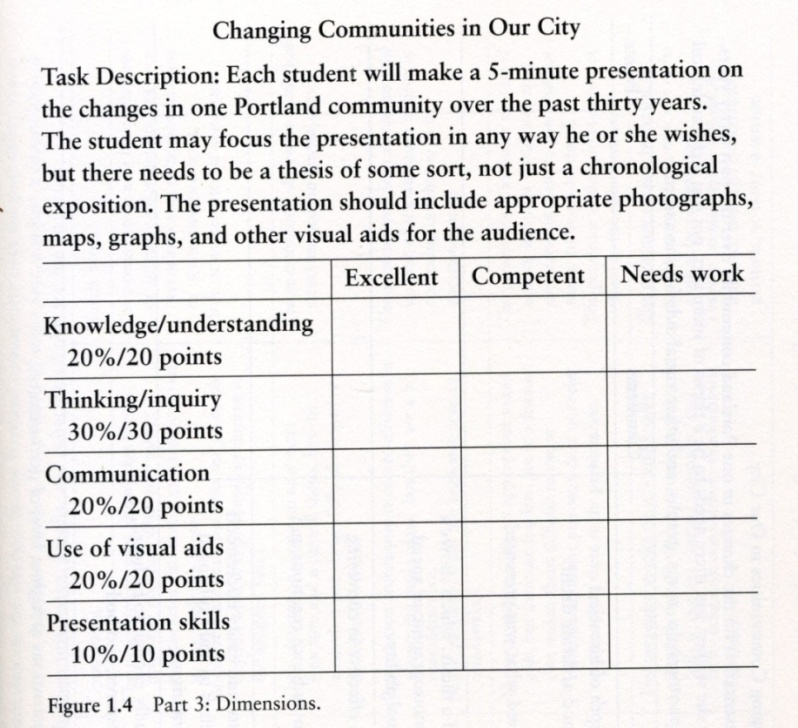 Changing Communities in Our City
Task Description: Each student will make a 5-minute presentation on
the changes in one Portland community over the past thirty years.
The student may focus the presentation in any way he or she wishes,
but there needs to be a thesis of some sort, not just a chronological
exposition. The presentation should include appropriate photographs,
maps, graphs, and other visual aids for the audience.
Excellent Competent Needs work
Knowledge/understanding
20%/20 points
Thinking/inquiry
30%/30 points
Communication
20%/20 points
Use of visual aids
20%/20 points
Presentation skills
10%/10 points
Figure 1.4 Part 3: Dimensions.